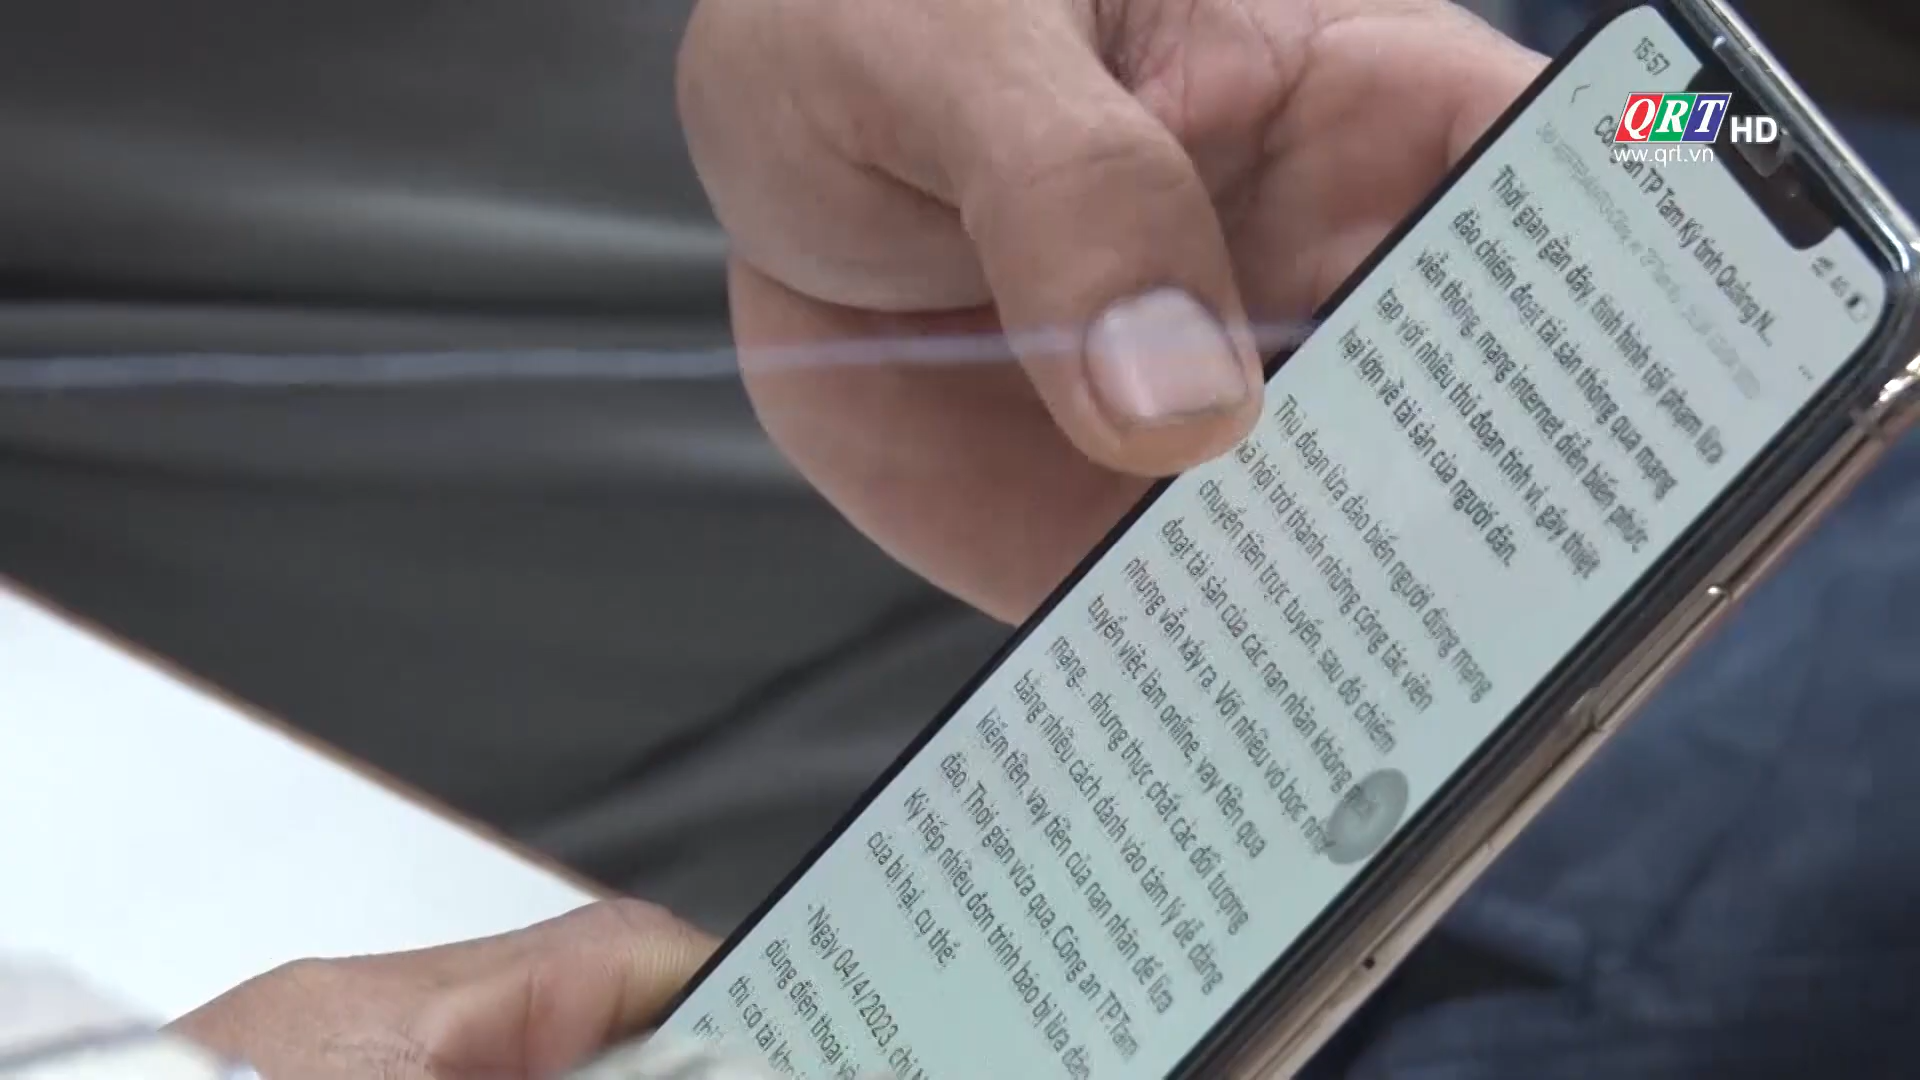 QRT HD
ww.qrt.vn
15:57
Công an TP Tam Kỳ tỉnh Quảng N...
Thời gian gần đây, tình hình tội phạm lừa
đảo chiếm đoạt tài sản thông qua mạng
viễn thông, mạng internet diễn biến phức
tạp với nhiều thủ đoạn tinh vi, gây thiệt
hại lớn về tài sản của người dân.
Thủ đoạn lừa đảo biến người dùng mạng
xã hội trở thành những cộng tác viên
chuyển tiền trực tuyến, sau đó chiếm
đoạt tài sản của các nạn nhân không
nhưng vẫn xảy ra. Với nhiều vỏ bọc như
tuyển việc làm online, vay tiền qua
mạng... nhưng thực chất các đối tượng
bằng nhiều cách đánh vào tâm lý dễ dàng
kiếm tiền, vay tiền của nạn nhân để lừa
đảo. Thời gian vừa qua, Công an TP.Tam
Kỳ tiếp nhiều đơn trình báo bị lừa đảo
của bị hại, cụ thể:
-Ngày 04/4/2023, chị N
dùng điện thoại
thì có tài